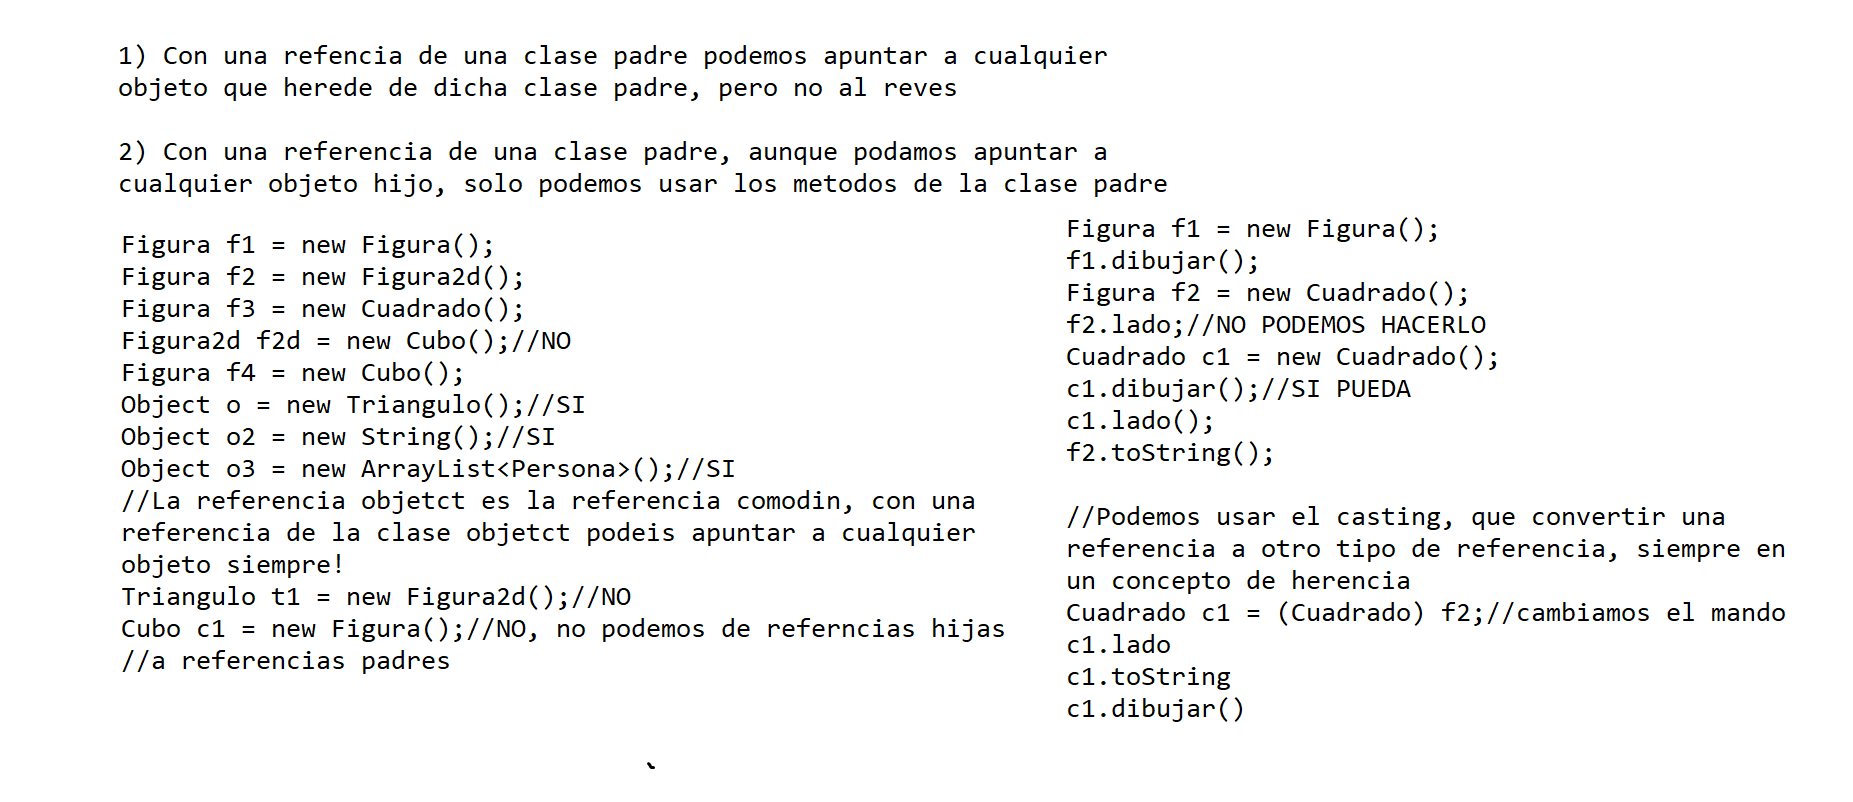 1) Con una refencia de una clase padre podemos apuntar a cualquier
objeto que herede de dicha clase padre, pero no al reves
2) Con una referencia de una clase padre, aunque podamos apuntar a
cualquier objeto hijo, solo podemos usar los metodos de la clase padre
Figura f1 = new Figura();
Figura f2 = new Figura2d();
Figura f3 = new Cuadrado();
Figura2d f2d = new Cubo();//NO
Figura f4 = new Cubo();
Object o = new Triangulo();//SI
Object o2 = new String();//SI
Object o3 = new ArrayList<Persona>();//SI
//La referencia objetct es la referencia comodin, con una
referencia de la clase objetct podeis apuntar a cualquier
objeto siempre!
Triangulo t1 = new Figura2d();//NO
Cubo c1 = new Figura();//NO, no podemos de referncias hijas
//a referencias padres
Figura f1 = new Figura();
f1.dibujar();
Figura f2 = new Cuadrado();
f2.lado;//NO PODEMOS HACERLO
Cuadrado c1 = new Cuadrado();
c1.dibujar();//SI PUEDA
c1.lado();
f2.toString();
//Podemos usar el casting, que convertir una
referencia a otro tipo de referencia, siempre en
un concepto de herencia
Cuadrado c1 = (Cuadrado) f2;//cambiamos el mando
c1.lado
c1.toString
c1.dibujar()